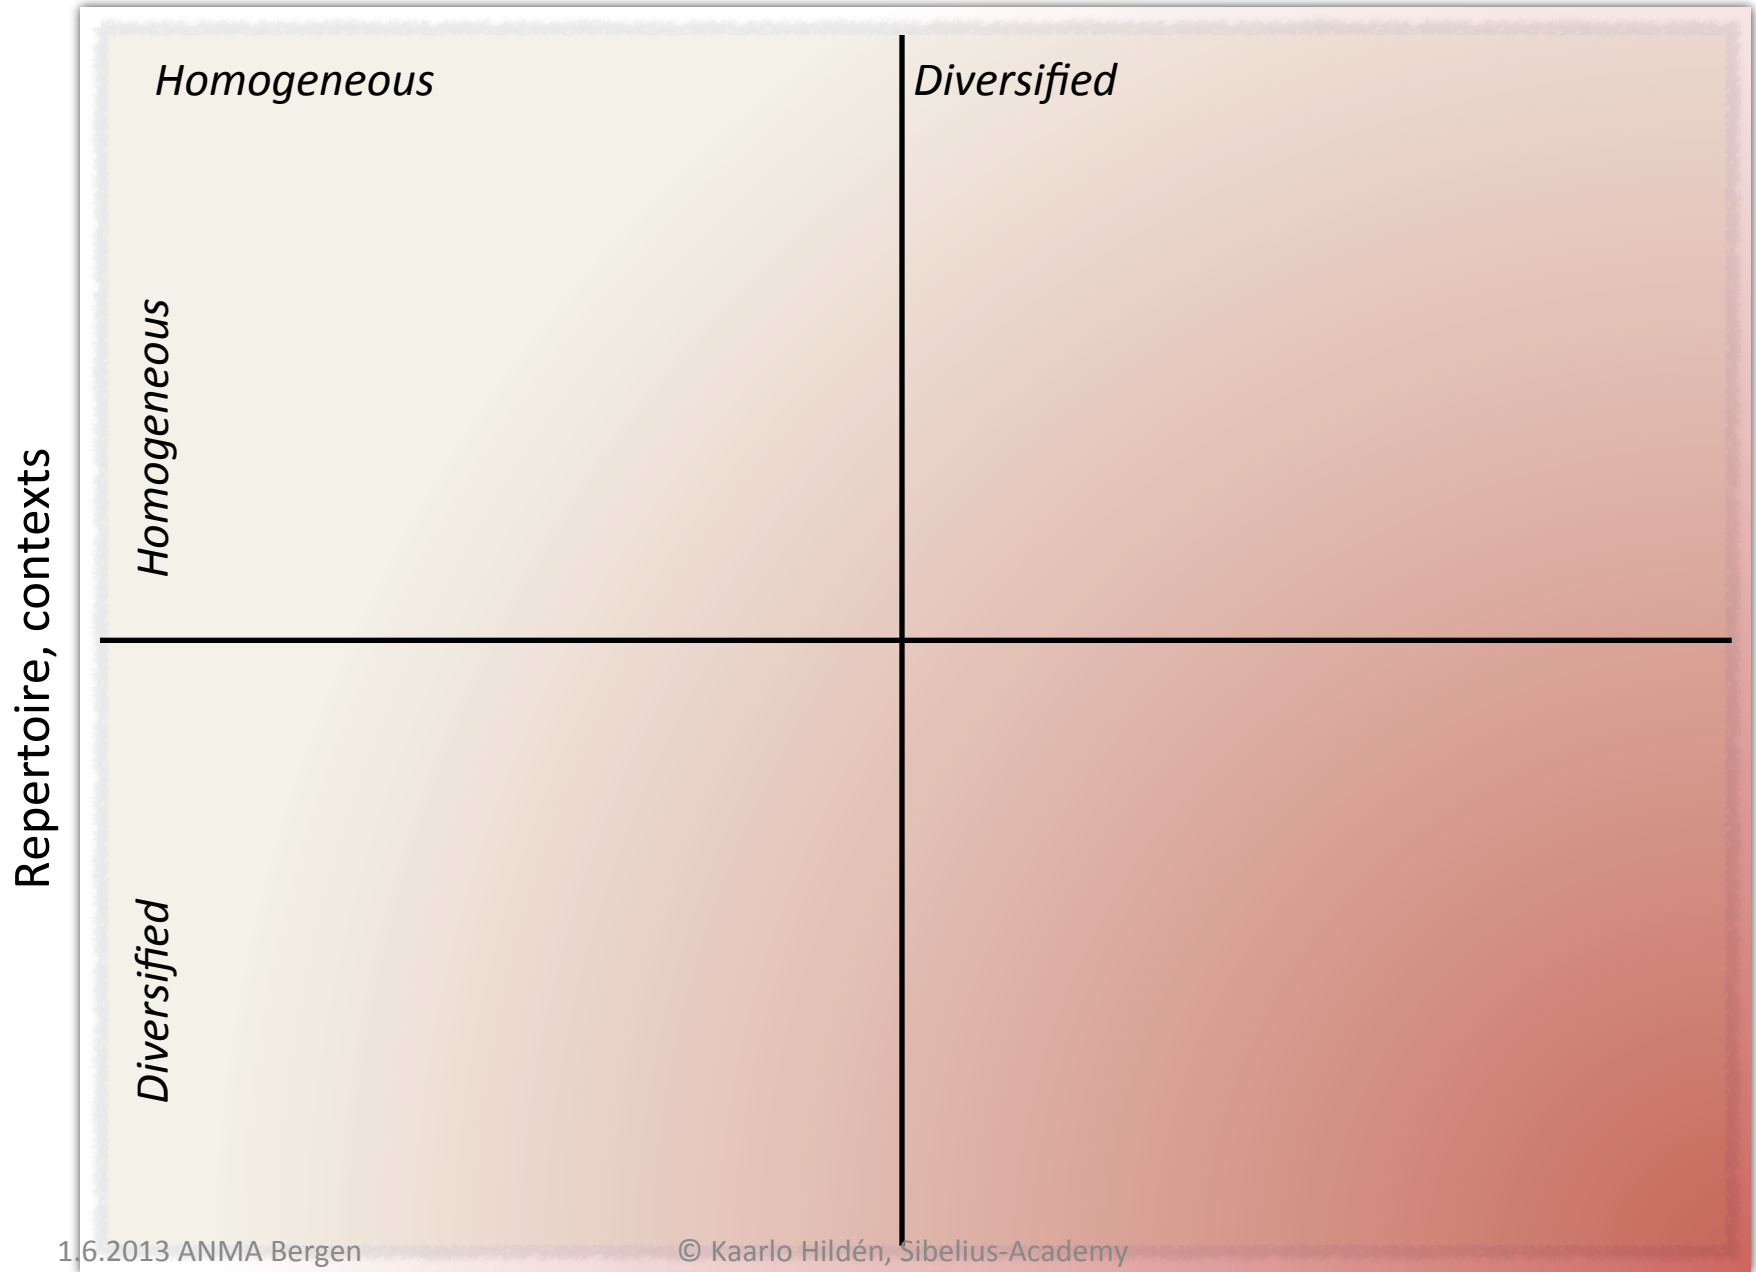 Homogeneous
Diversified
Homogeneous
Repertoire, contexts
Diversified
1.6.2013 ANMA Bergen
© Kaarlo Hildén, Sibelius-Academy